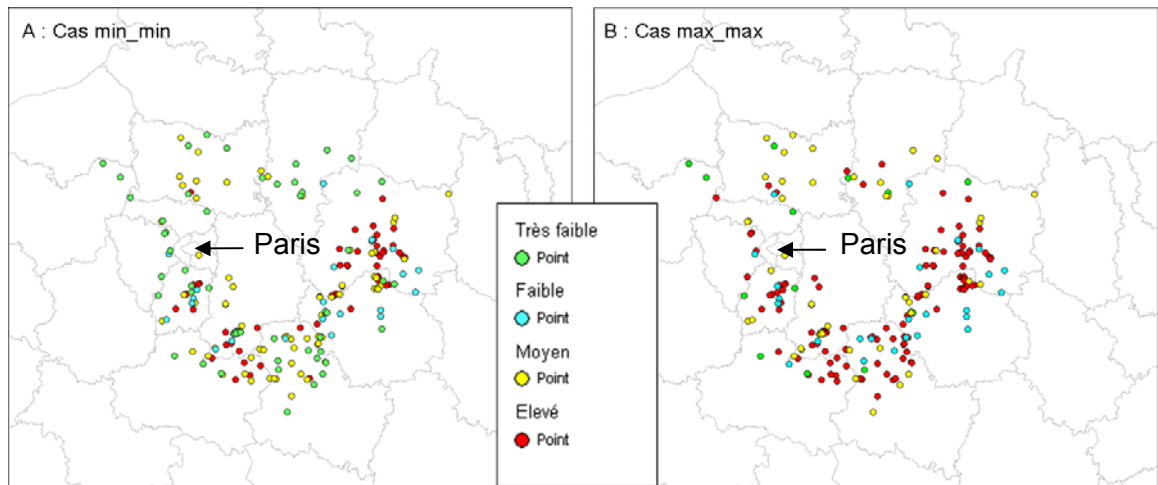 A : Cas min_min
B : Cas max_max
Paris
Paris
Très faible
Point
Faible
Point
Moyen
Point
Elevé
Point